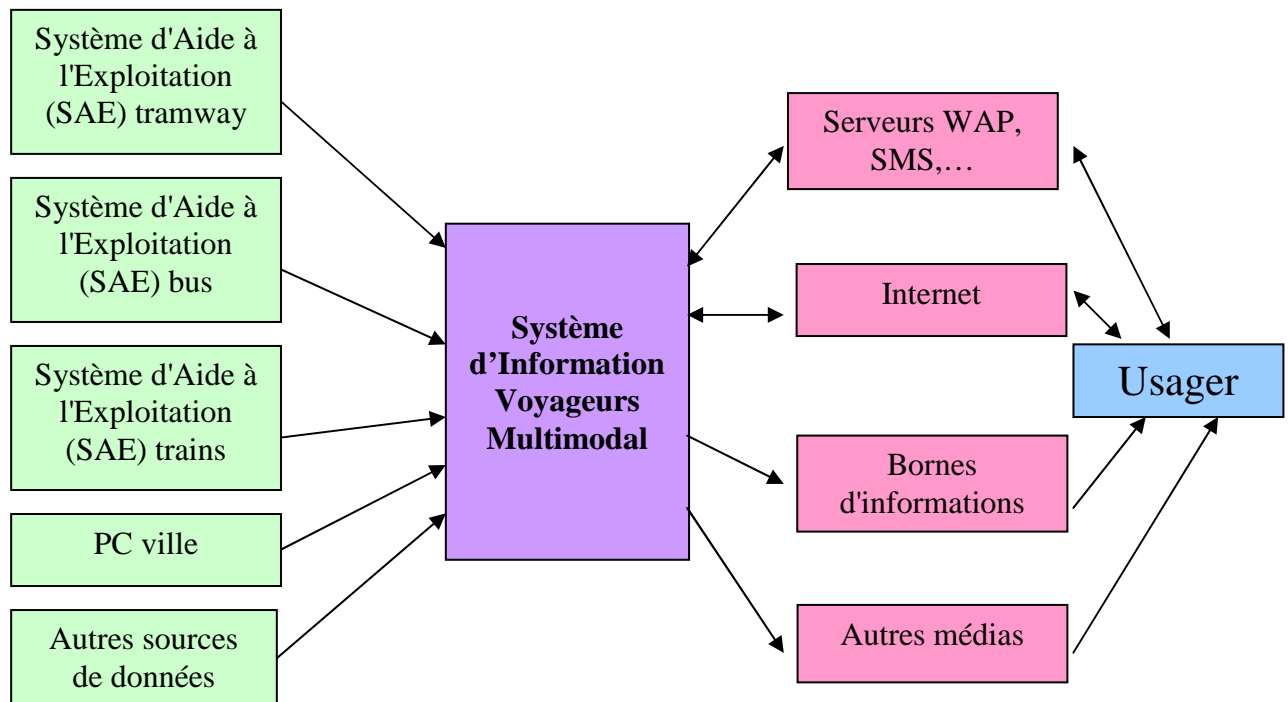 Système d'Aide à
l'Exploitation
(SAE) tramway
Système d'Aide à
l'Exploitation
(SAE) bus
Système d'Aide à
l'Exploitation
(SAE) trains
PC ville
Autres sources
de données
Système
d’Information
Voyageurs
Multimodal
Serveurs WAP,
SMS,…
Internet
Bornes
d'informations
Autres médias
Usager